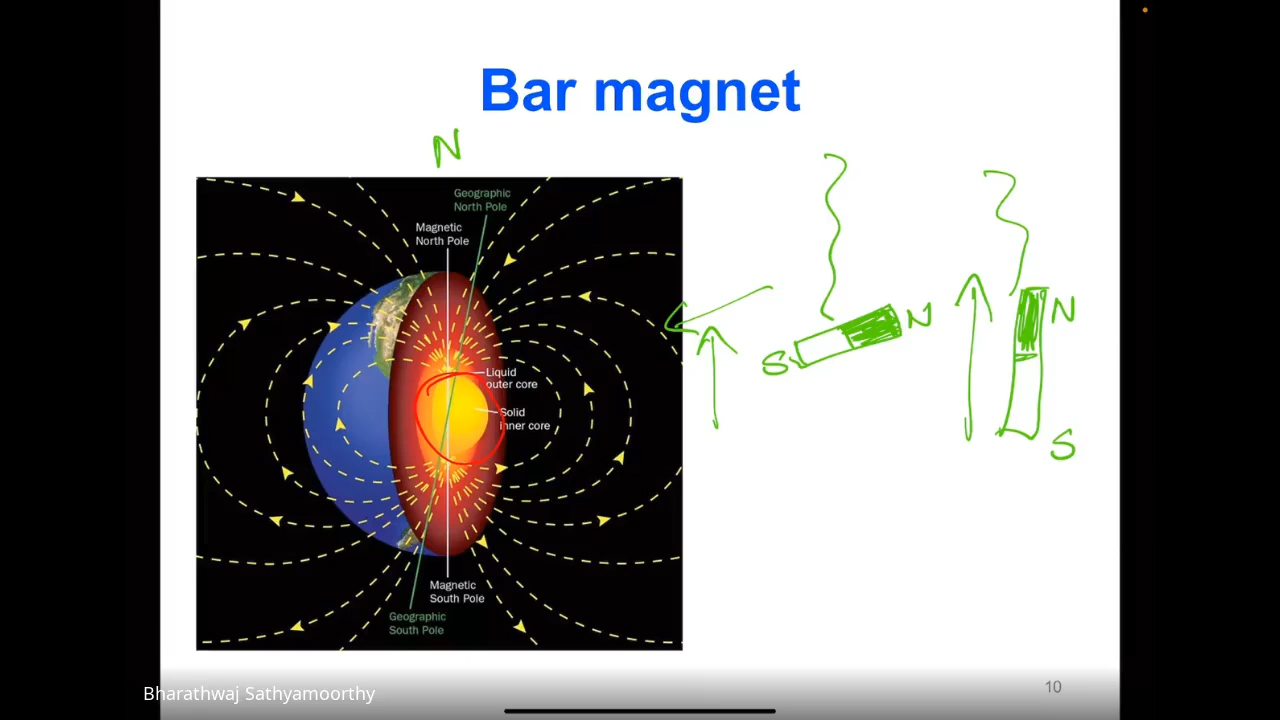 Bar magnet
N
Geographic
North Pole
Magnetic
North Pole
Liquid
outer core
Solid
inner core
Magnetic
South Pole
Geographic
South Pole
N
S
N
S
10
Bharathwaj Sathyamoorthy